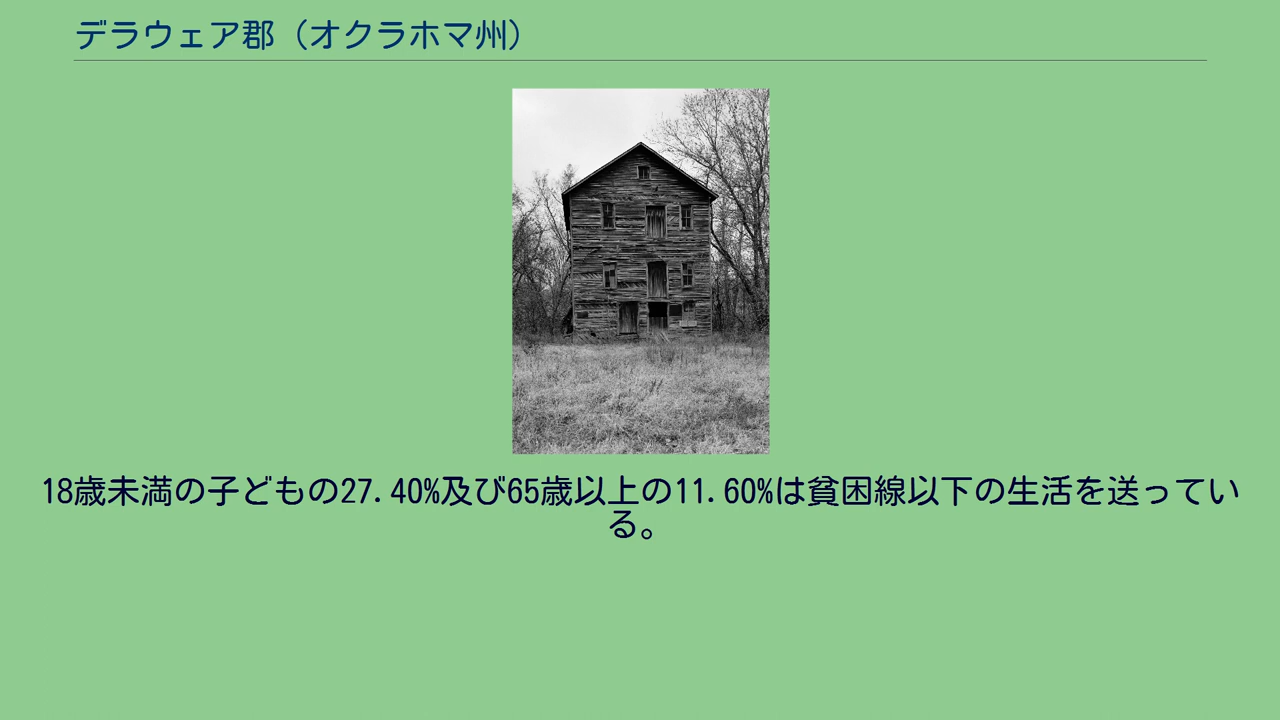 デラウェア郡（オクラホマ州）
18歳未満の子どもの27.40%及び65歳以上の11.60%は貧困線以下の生活を送ってい
る。